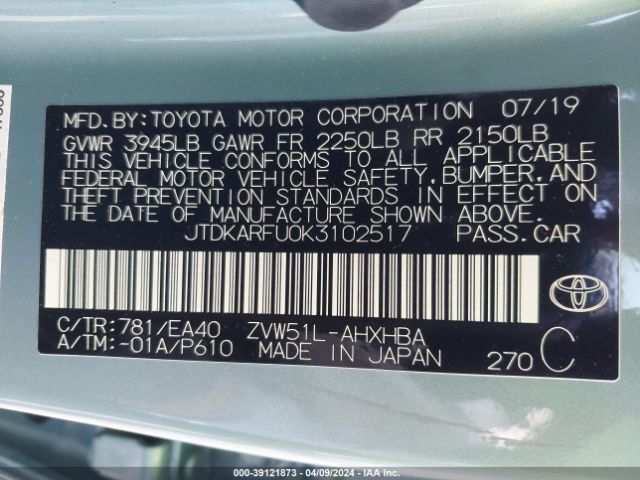 MFD. BY: TOYOTA MOTOR CORPORATION 07/19
GVWR 3945LB GAWR FR 2250LB RR 2150LB
THIS VEHICLE CONFORMS TO ALL APPLICABLE
FEDERAL MOTOR VEHICLE SAFETY, BUMPER, AND
THEFT PREVENTION STANDARDS IN EFFECT ON
THE DATE OF MANUFACTURE SHOWN ABOVE.
JTDKARFU0K3102517 PASS. CAR
C/TR: 781/EA40 ZVW51L-AHXHBA
A/TM: -01A/P610 MADE IN JAPAN 270 C
000-39121873 - 04/09/2024 - IAA Inc.